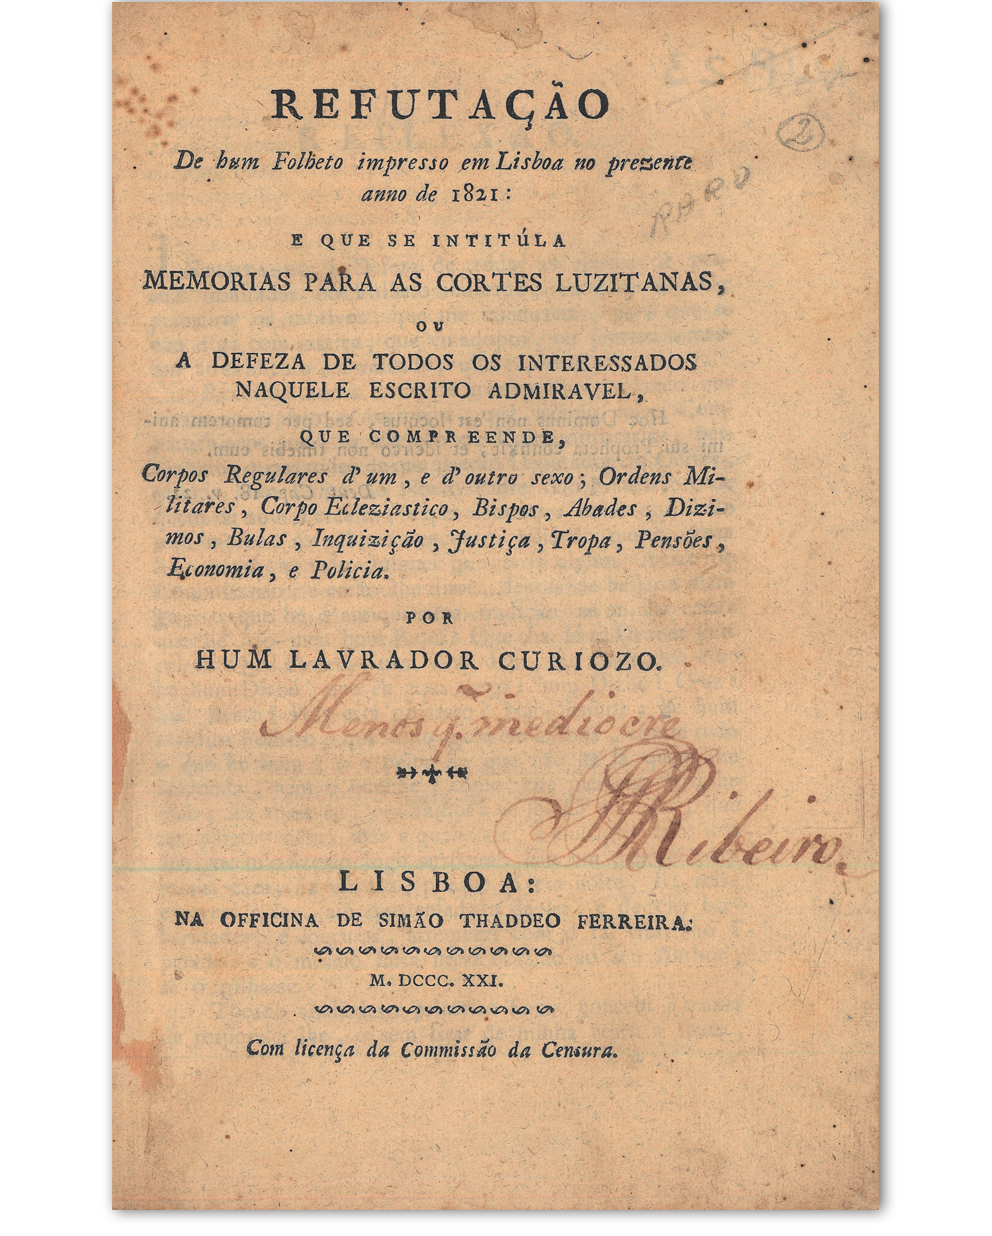 2
RARO
REFUTAÇÃO
De hum Folheto impresso em Lisboa no prezente
anno de 1821:
E QUE SE INTITÚLA
MEMORIAS PARA AS CORTES LUZITANAS,
OU
A DEFEZA DE TODOS OS INTERESSADOS
NAQUELE ESCRITO ADMIRAVEL,
QUE COMPREENDE,
Corpos Regulares d'um, e d'outro sexo; Ordens Mi-
litares, Corpo Ecleziastico, Bispos, Abades, Dizi-
mos, Bulas, Inquizição, Justiça, Tropa, Pensões,
Economia, e Policia.
POR
HUM LAVRADOR CURIOZO.
Menos q̃ mediocre
Ribeiro.
LISBOA:
NA OFFICINA DE SIMÃO THADDEO FERREIRA.
M. DCCC. XXI.
Com licença da Commissão da Censura.